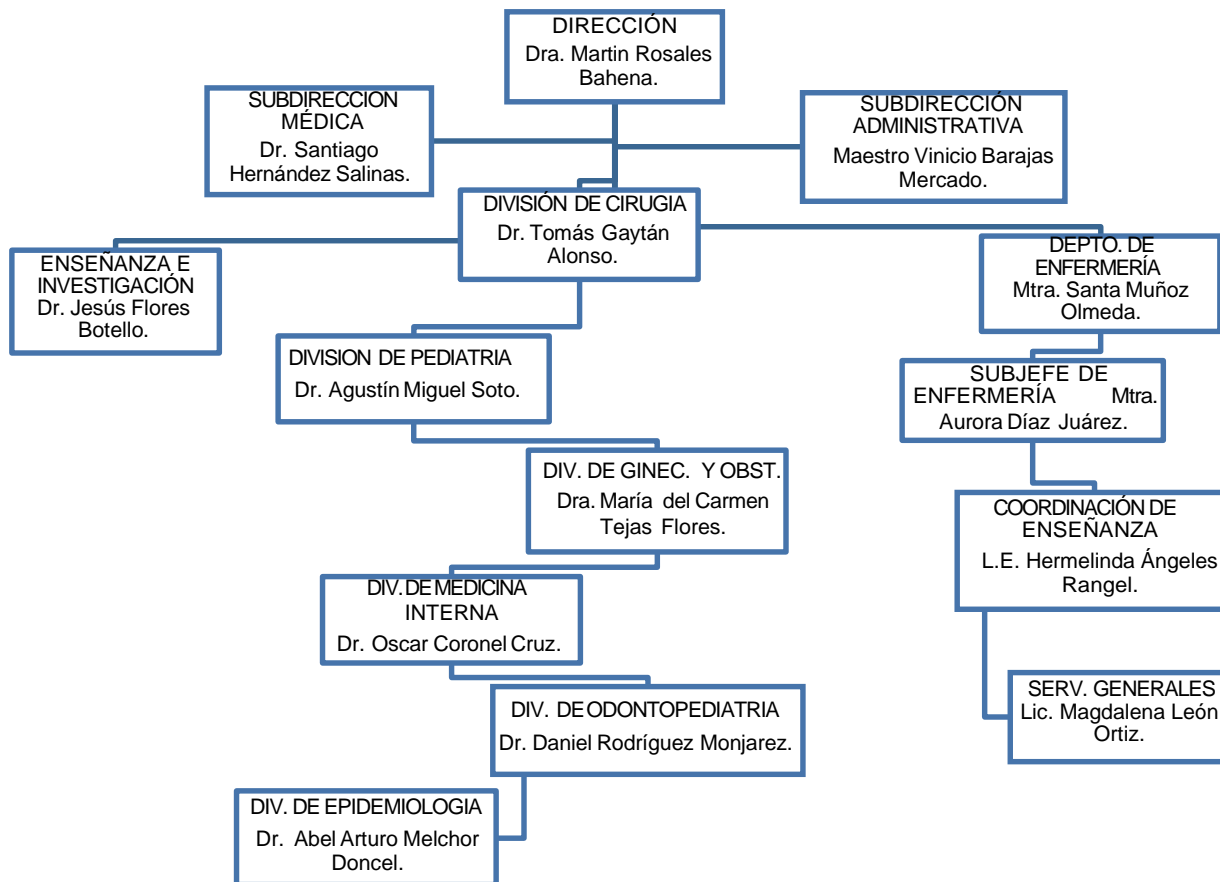 DIRECCIÓN
Dra. Martin Rosales
Bahena.
SUBDIRECCION
MÉDICA
Dr. Santiago
Hernández Salinas.
SUBDIRECCIÓN
ADMINISTRATIVA
Maestro Vinicio Barajas
Mercado.
DIVISIÓN DE CIRUGIA
Dr. Tomás Gaytán
Alonso.
ENSEÑANZA E
INVESTIGACIÓN
Dr. Jesús Flores
Botello.
DEPTO. DE
ENFERMERÍA
Mtra. Santa Muñoz
Olmeda.
DIVISION DE PEDIATRIA
Dr. Agustín Miguel Soto.
SUBJEFE DE
ENFERMERÍA Mtra.
Aurora Díaz Juárez.
DIV. DE GINEC. Y OBST.
Dra. María del Carmen
Tejas Flores.
COORDINACIÓN DE
ENSEÑANZA
L.E. Hermelinda Ángeles
Rangel.
DIV. DE MEDICINA
INTERNA
Dr. Oscar Coronel Cruz.
DIV. DE ODONTOPEDIATRIA
Dr. Daniel Rodríguez Monjarez.
SERV. GENERALES
Lic. Magdalena León
Ortiz.
DIV. DE EPIDEMIOLOGIA
Dr. Abel Arturo Melchor
Doncel.